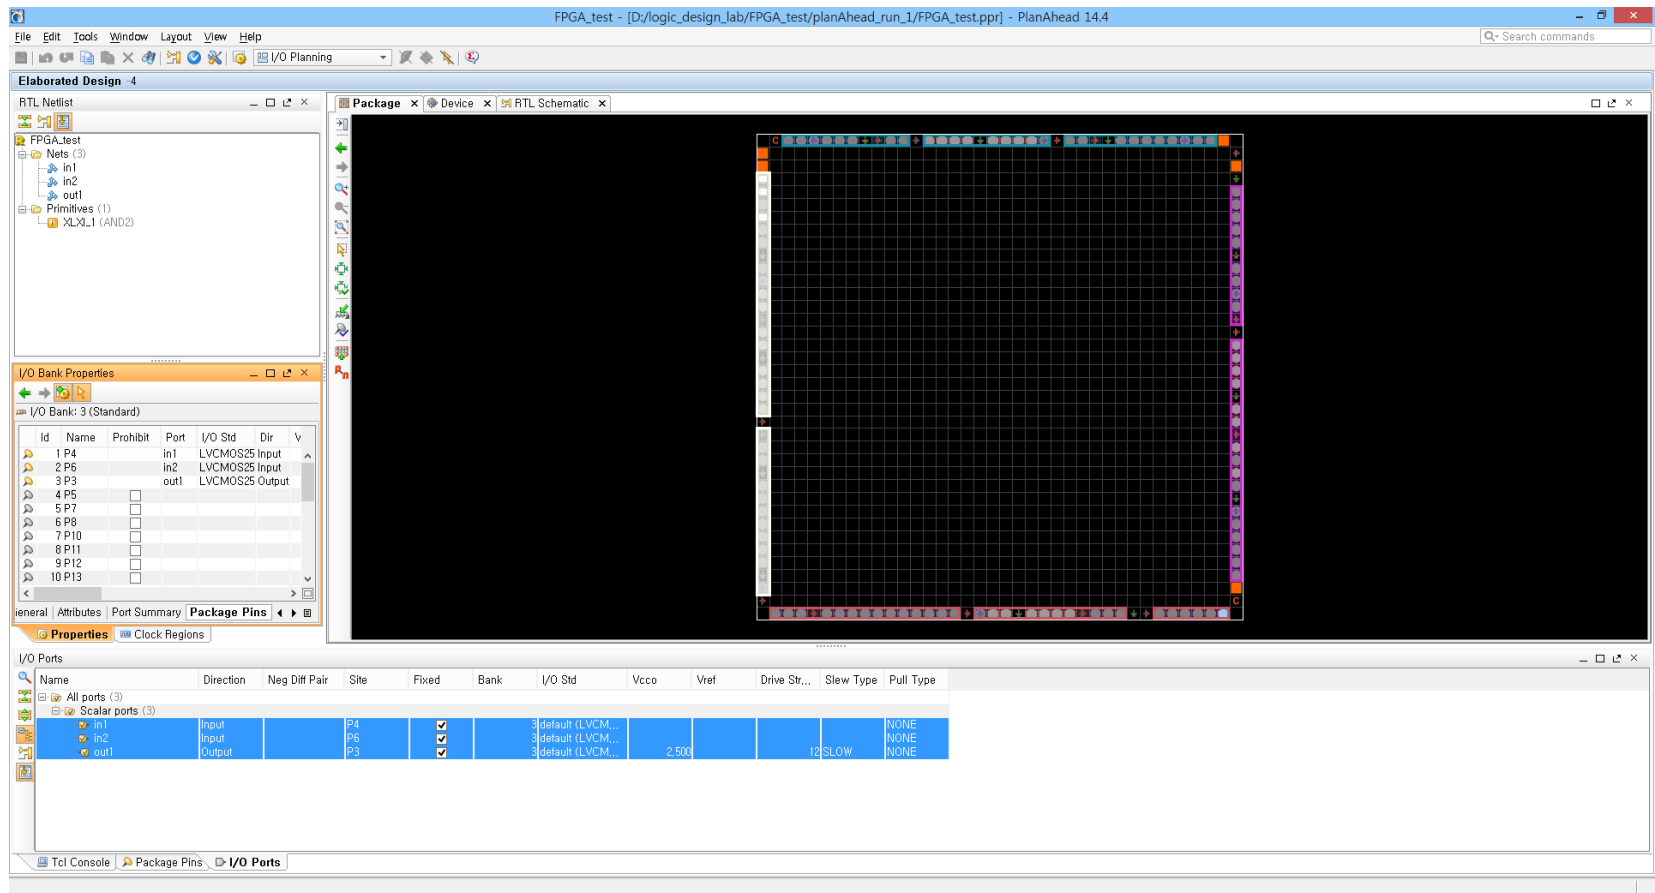 FPGA_test - [D:/logic_design_lab/FPGA_test/planAhead_run_1/FPGA_test.ppr] - PlanAhead 14.4
File Edit Tools Window Layout View Help
Search commands
I/O Planning
Elaborated Design -4
RTL Netlist
FPGA_test
Nets (3)
in1
in2
out1
Primitives (1)
XLXI_1 (AND2)
Package Device RTL Schematic
C
C
I/O Bank Properties
I/O Bank: 3 (Standard)
Id Name Prohibit Port I/O Std Dir V
1 P4 in1 LVCMOS25 Input
2 P6 in2 LVCMOS25 Input
3 P3 out1 LVCMOS25 Output
4 P5
5 P7
6 P8
7 P10
8 P11
9 P12
10 P13
ieneral Attributes Port Summary Package Pins
Properties Clock Regions
I/O Ports
Name Direction Neg Diff Pair Site Fixed Bank I/O Std Vcco Vref Drive Str... Slew Type Pull Type
All ports (3)
Scalar ports (3)
in1 Input P4 3 default (LVCM... NONE
in2 Input P6 3 default (LVCM... NONE
out1 Output P3 3 default (LVCM... 2,500 12 SLOW NONE
Tcl Console Package Pins I/O Ports